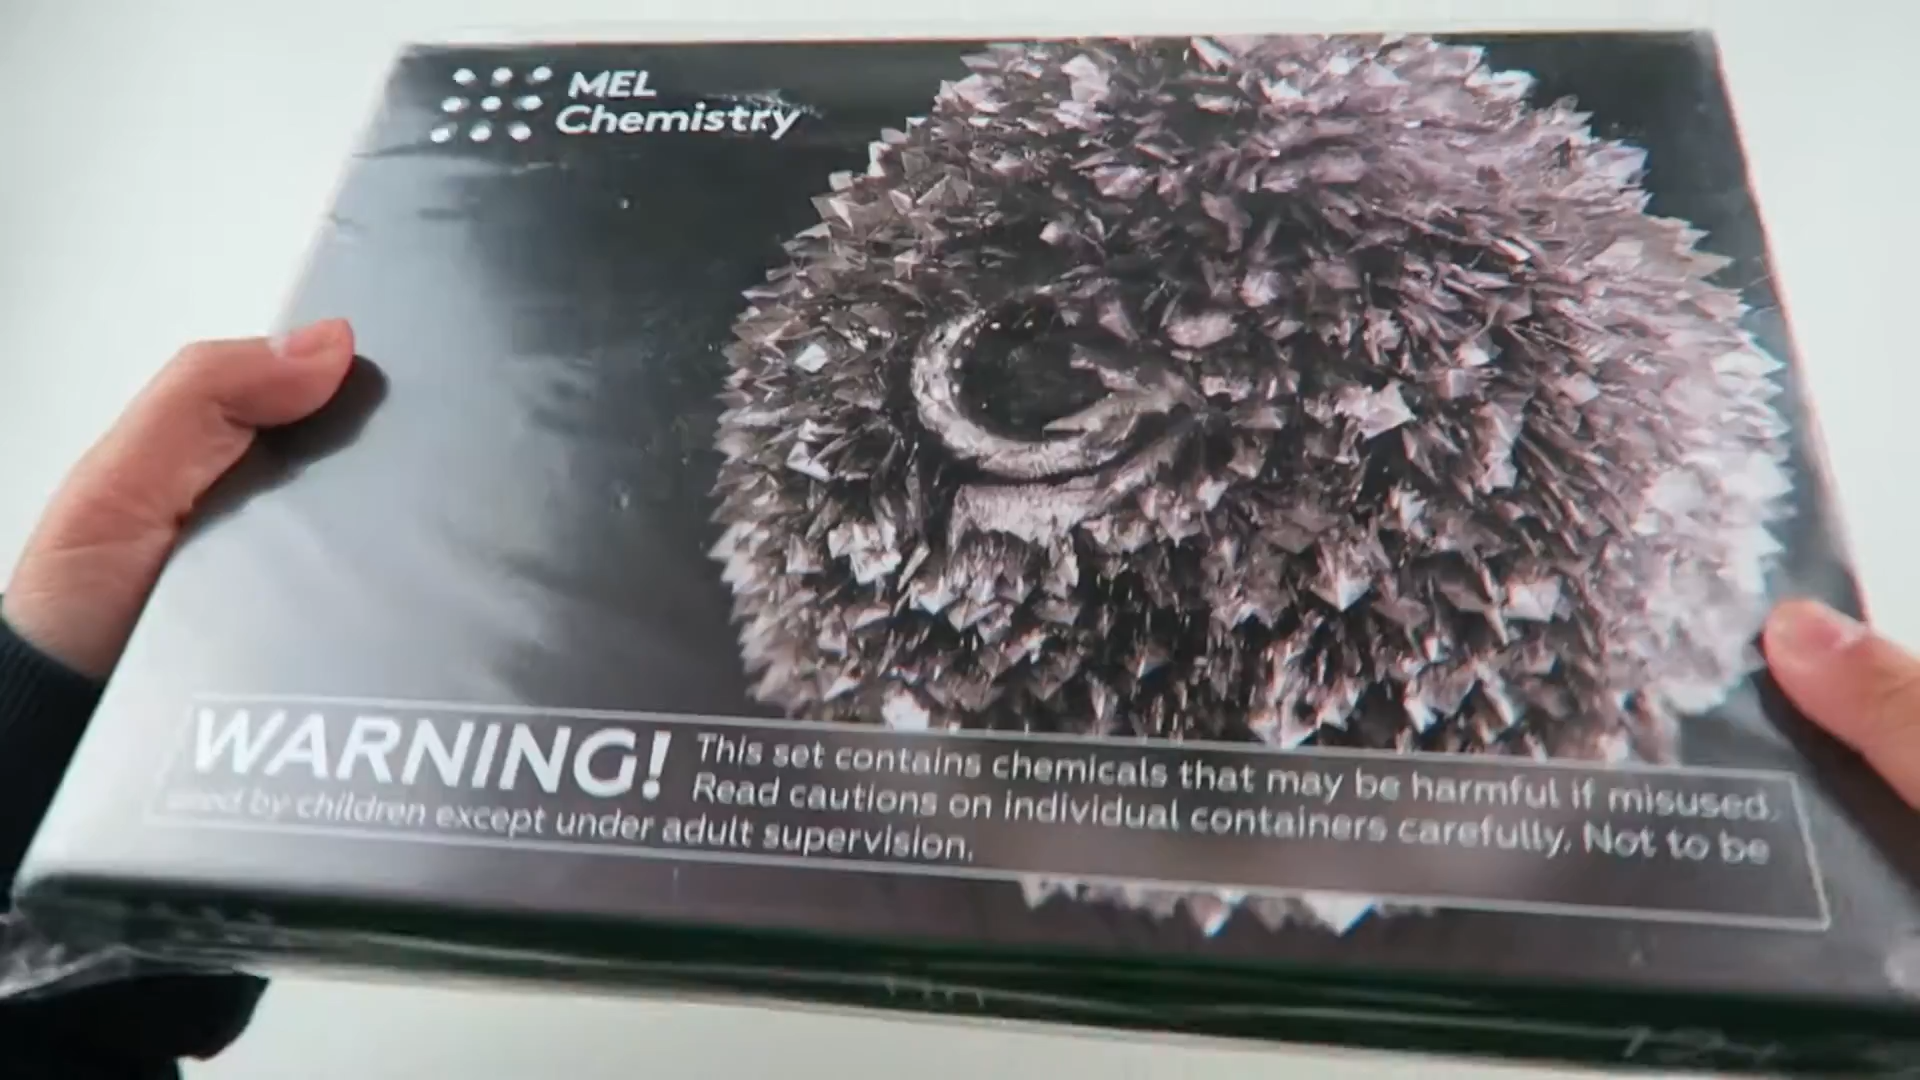 MEL
Chemistry
WARNING! This set contains chemicals that may be harmful if misused.
Read cautions on individual containers carefully. Not to be
used by children except under adult supervision.